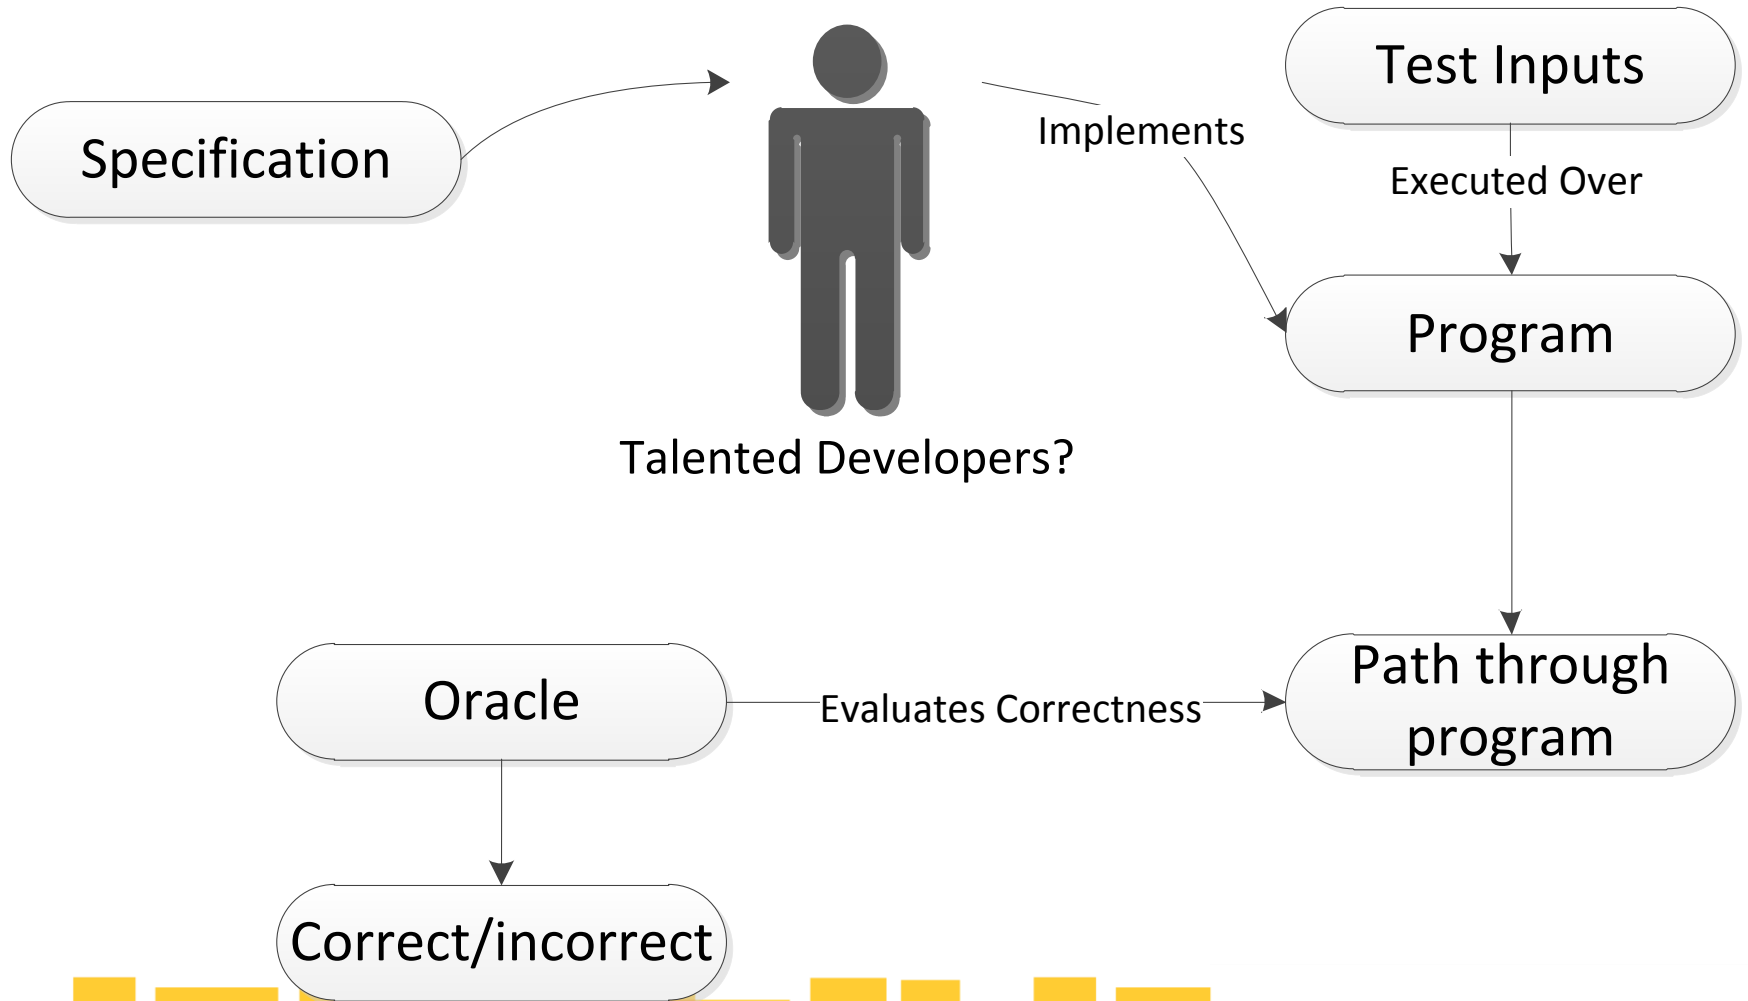 Test Inputs
Implements
Specification
Executed Over
Program
Talented Developers?
Path through
program
Oracle
Evaluates Correctness
Correct/incorrect